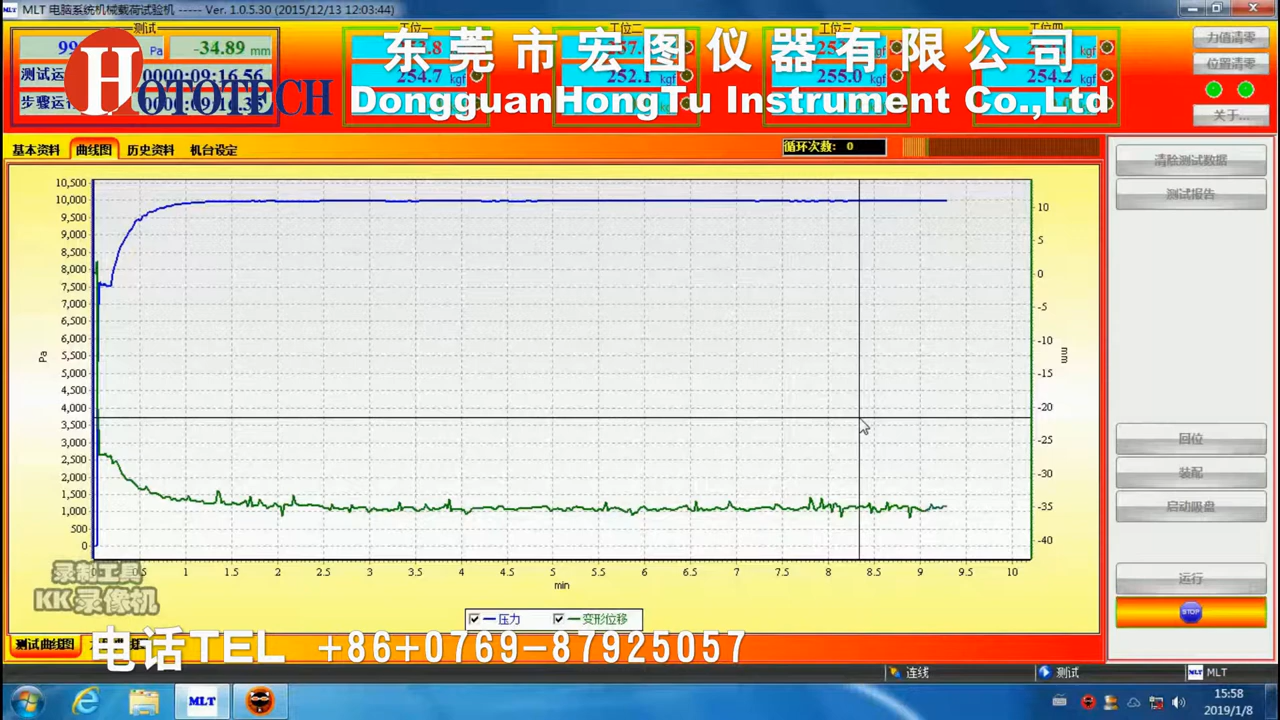 MLT 电脑系统机械载荷试验机 ----- Ver. 1.0.5.30 (2015/12/13 12:03:44)
测试
工位一
工位二
工位三
工位四
Pa
-34.89 mm
力值清零
东莞市宏图仪器有限公司
kgf
位置清零
测试运
0000:09:16.56
254.7 kgf
252.1 kgf
255.0 kgf
254.2 kgf
步骤运
HOTOTECH
DongguanHongTu Instrument Co.,Ltd
关于...
基本资料
曲线图
历史资料
机台设定
循环次数: 0
清除测试数据
测试报告
10,500
10,000
9,500
9,000
8,500
8,000
7,500
7,000
6,500
6,000
5,500
5,000
4,500
4,000
3,500
3,000
2,500
2,000
1,500
1,000
500
0
Pa
10
5
0
-5
-10
-15
-20
-25
-30
-35
-40
mm
0.5 1 1.5 2 2.5 3 3.5 4 4.5 5 5.5 6 6.5 7 7.5 8 8.5 9 9.5 10
min
压力 变形位移
回位
装配
启动吸盘
运行
STOP
录制工具
KK录像机
测试曲线图
电话TEL +86+0769-87925057
连线
测试
MLT MLT
MLT
15:58
2019/1/8